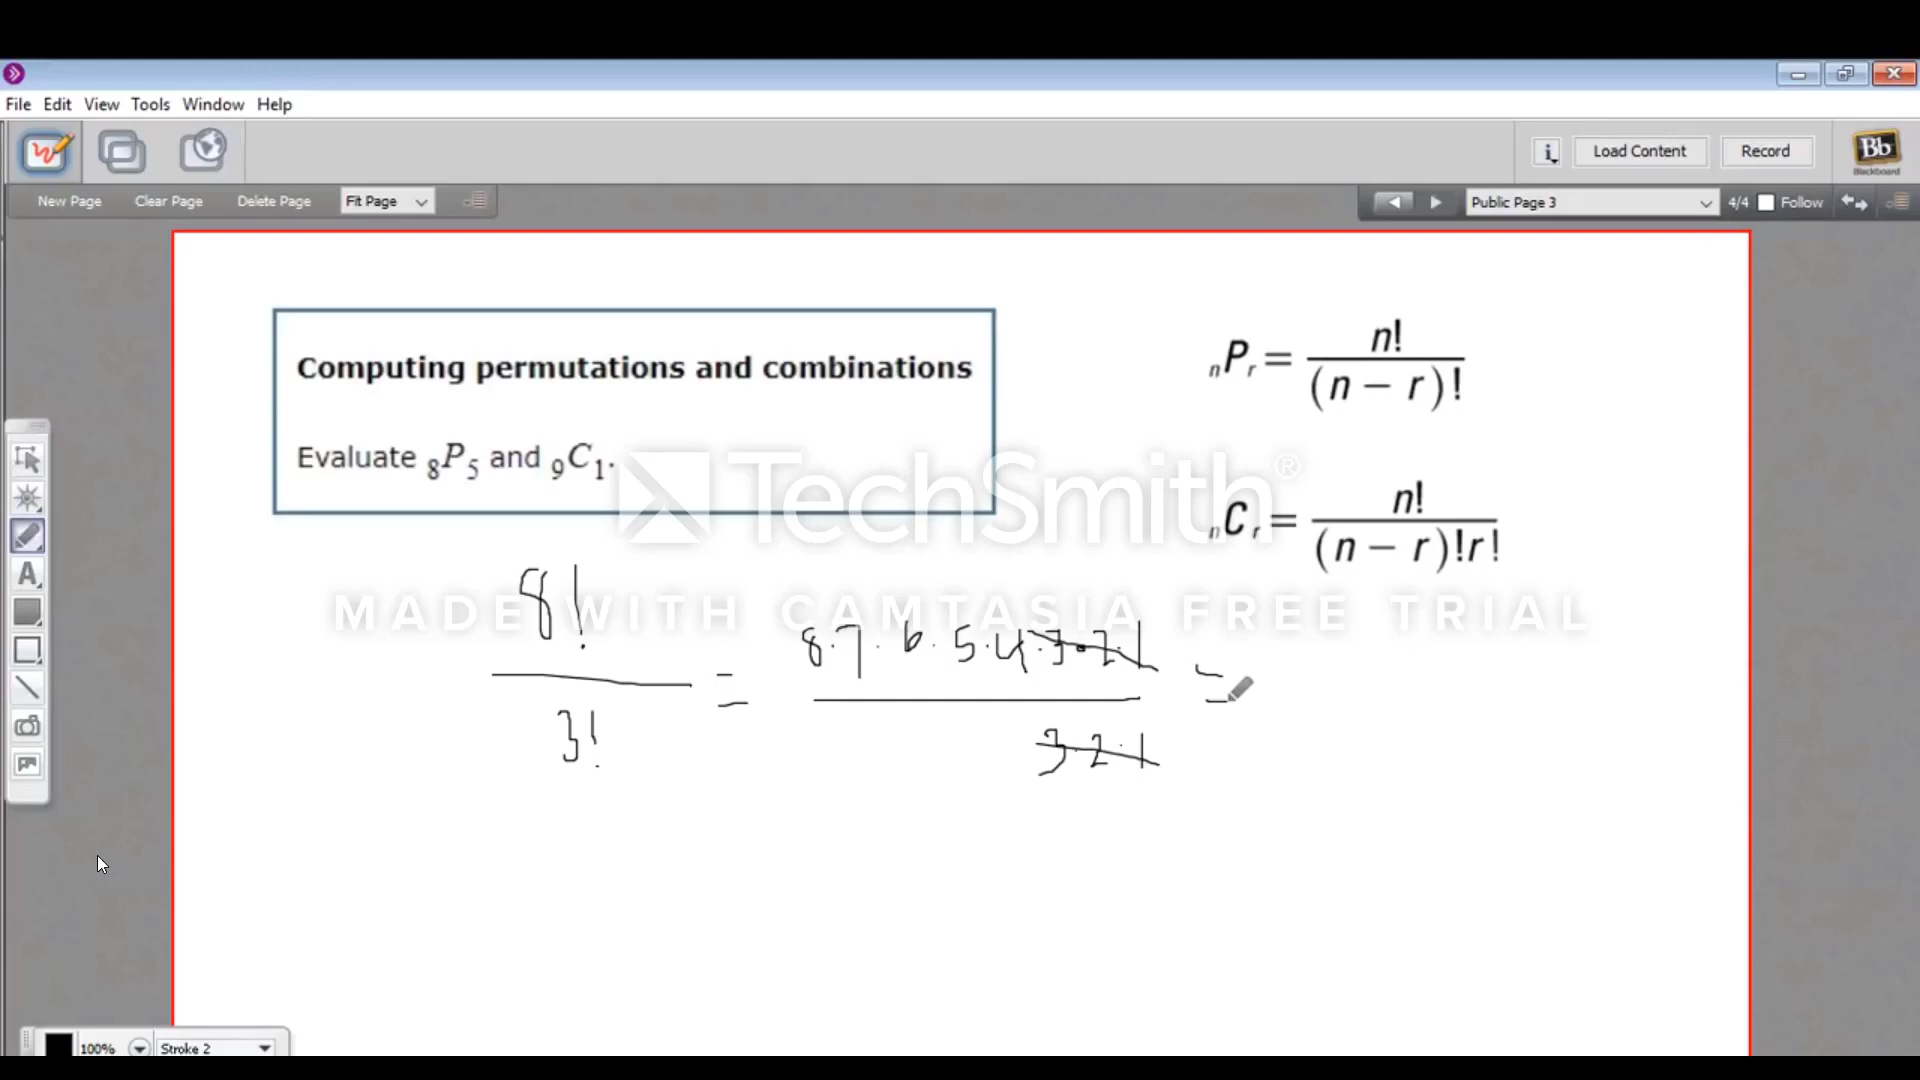 File Edit View Tools Window Help
i Load Content Record Bb
Blackboard
New Page Clear Page Delete Page Fit Page Public Page 3 4/4 Follow
Computing permutations and combinations
Evaluate ₈P₅ and ₉C₁.
ₙPᵣ = n! / (n − r)!
ₙCᵣ = n! / (n − r)!r!
TechSmith®
MADE WITH CAMTASIA FREE TRIAL
8! / 3! = 8·7·6·5·4·3·2·1 / 3·2·1 =
A
100% Stroke 2